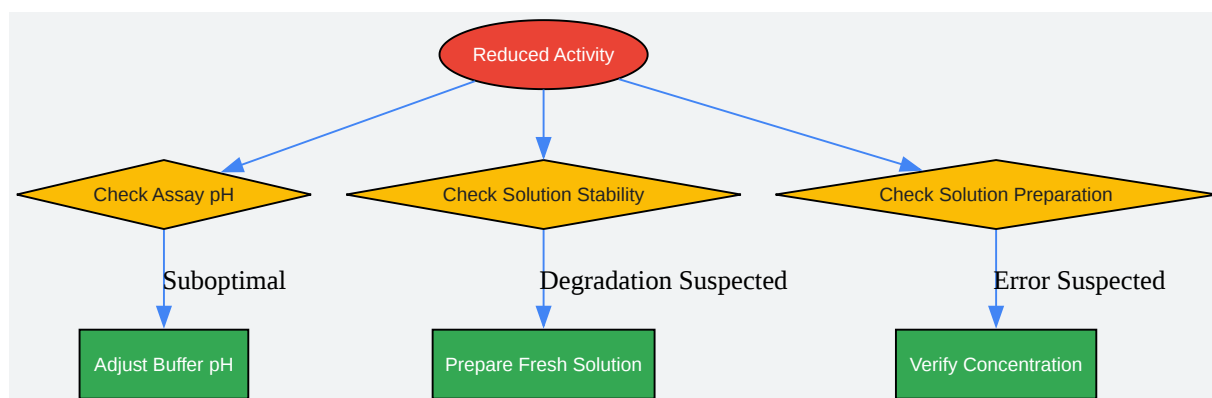 Reduced Activity
Check Assay pH
Check Solution Stability
Check Solution Preparation
Suboptimal
Degradation Suspected
Error Suspected
Adjust Buffer pH
Prepare Fresh Solution
Verify Concentration